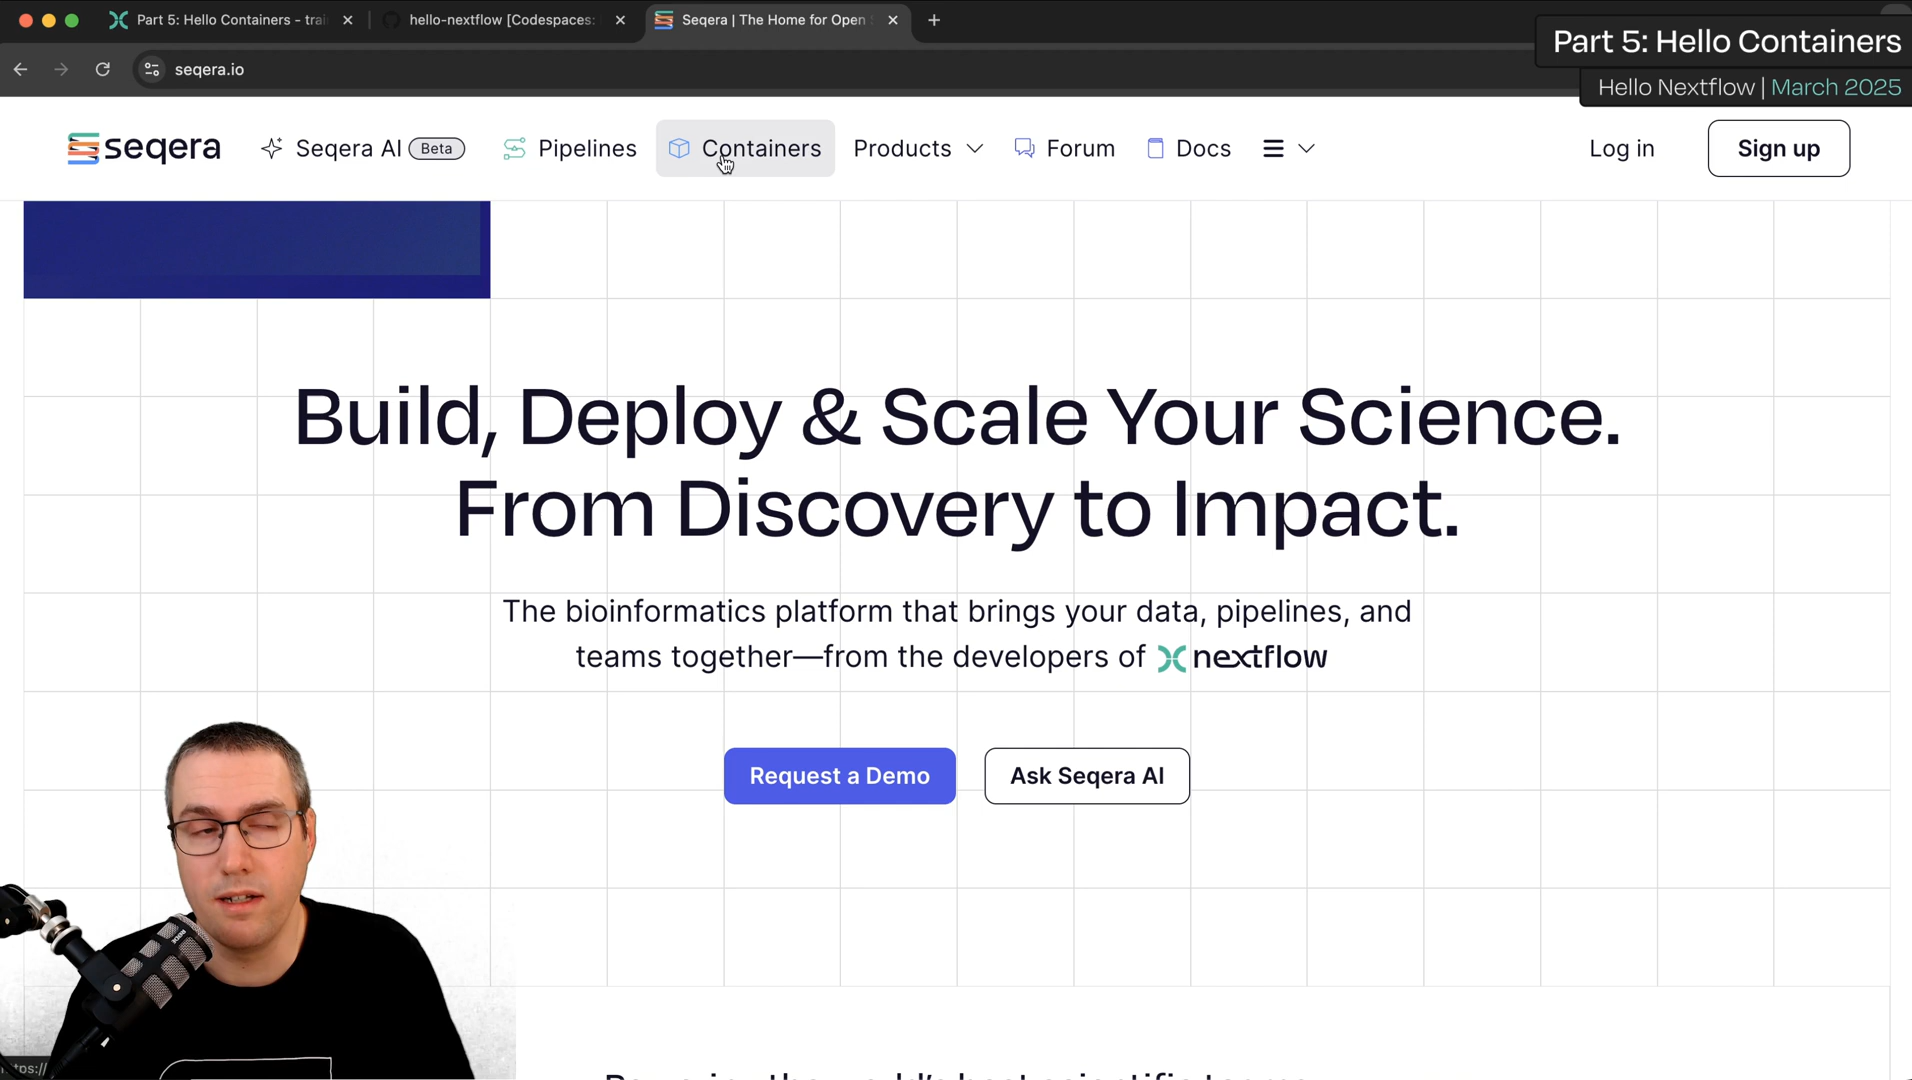 Part 5: Hello Containers - trai
hello-nextflow [Codespaces:
Seqera | The Home for Open
seqera.io
Part 5: Hello Containers
Hello Nextflow | March 2025
seqera
Seqera AI Beta
Pipelines
Containers
Products
Forum
Docs
Log in
Sign up
Build, Deploy & Scale Your Science.
From Discovery to Impact.
The bioinformatics platform that brings your data, pipelines, and
teams together—from the developers of nextflow
Request a Demo
Ask Seqera AI
RODE